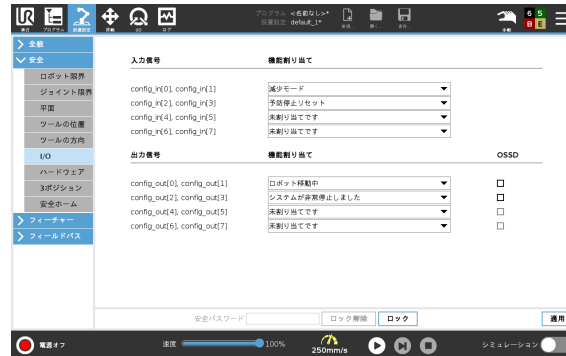 プログラム <名前なし>*
設置設定 default_1*
新規... 開く... 保存...
実行 プログラム 設置設定 移動 I/O ログ
手動
6 5
B E
全般
安全
ロボット限界
ジョイント限界
平面
ツールの位置
ツールの方向
I/O
ハードウェア
3ポジション
安全ホーム
フィーチャー
フィールドバス
入力信号 機能割り当て
config_in[0], config_in[1] 減少モード
config_in[2], config_in[3] 予防停止リセット
config_in[4], config_in[5] 未割り当てです
config_in[6], config_in[7] 未割り当てです
出力信号 機能割り当て OSSD
config_out[0], config_out[1] ロボット移動中
config_out[2], config_out[3] システムが非常停止しました
config_out[4], config_out[5] 未割り当てです
config_out[6], config_out[7] 未割り当てです
安全パスワード ロック解除 ロック 適用
電源オフ 速度 100% 250mm/s シミュレーション